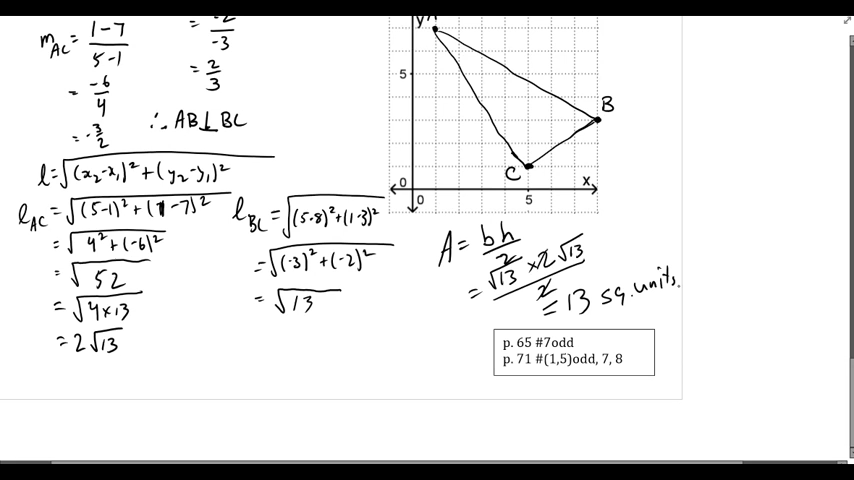 m_AC = (1-7)/(5-1) = -2/-3
= -6/4 = 2/3
= -3/2
∴ AB⊥BC
l = √((x₂-x₁)² + (y₂-y₁)²)
l_AC = √((5-1)² + (1-7)²)
= √(4² + (-6)²)
= √52
= √(4×13)
= 2√13
l_BC = √((5-8)² + (1-3)²)
= √((-3)² + (-2)²)
= √13
y A
5
B
C
0
0 5 x
A = bh/2
= (√13 × 2√13)/2
= 13 sq. units.
p. 65 #7odd
p. 71 #(1,5)odd, 7, 8